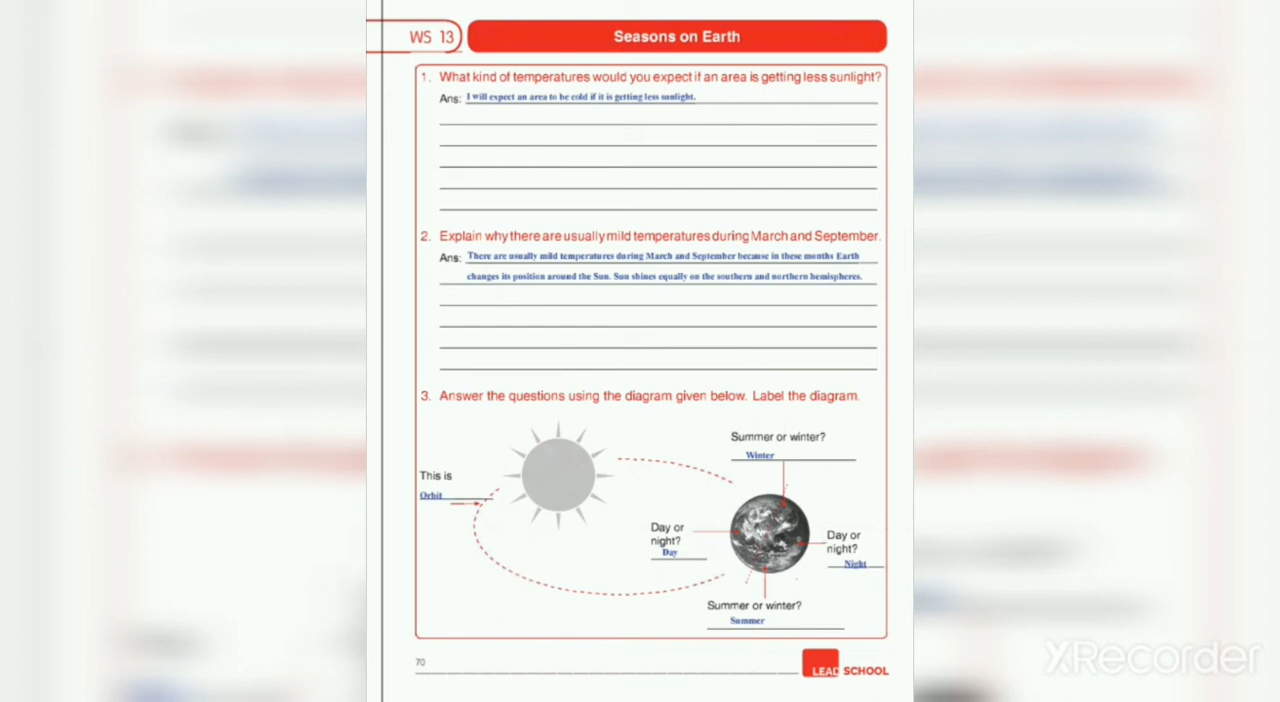 WS 13
Seasons on Earth
1. What kind of temperatures would you expect if an area is getting less sunlight?
Ans: I will expect an area to be cold if it is getting less sunlight.
2. Explain why there are usually mild temperatures during March and September.
Ans: There are usually mild temperatures during March and September because in these months Earth
changes its position around the Sun. Sun shines equally on the southern and northern hemispheres.
3. Answer the questions using the diagram given below. Label the diagram.
Summer or winter?
Winter
This is
Orbit
Day or
night?
Day
Day or
night?
Night
Summer or winter?
Summer
70
LEAD SCHOOL
XRecorder